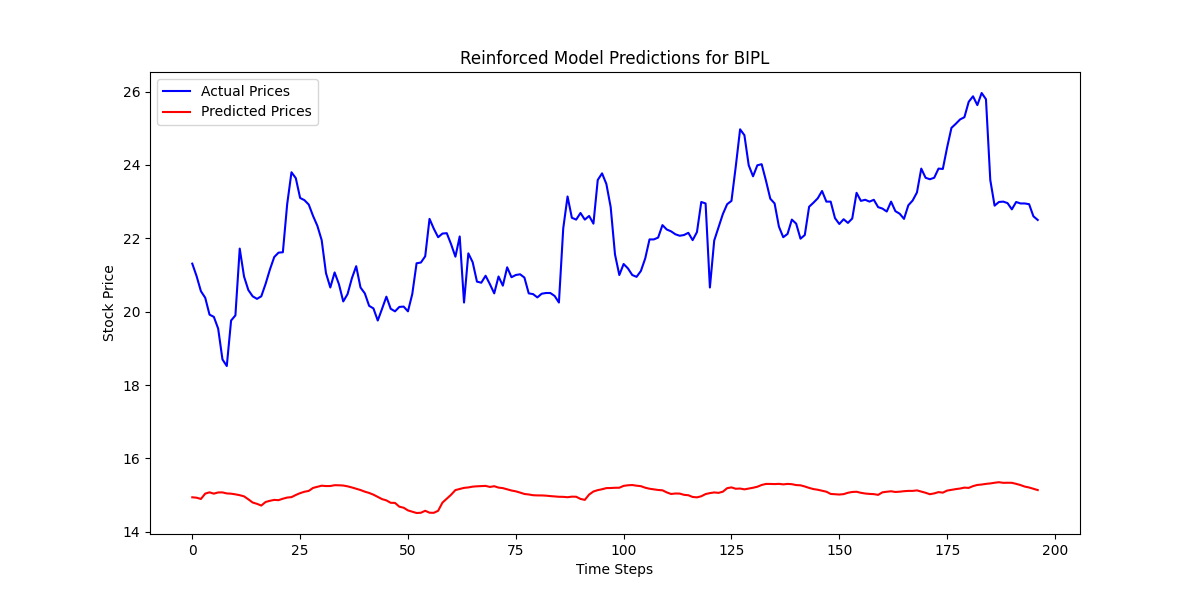 Reinforced Model Predictions for BIPL
Actual Prices
Predicted Prices
Stock Price
26
24
22
20
18
16
14
0 25 50 75 100 125 150 175 200
Time Steps